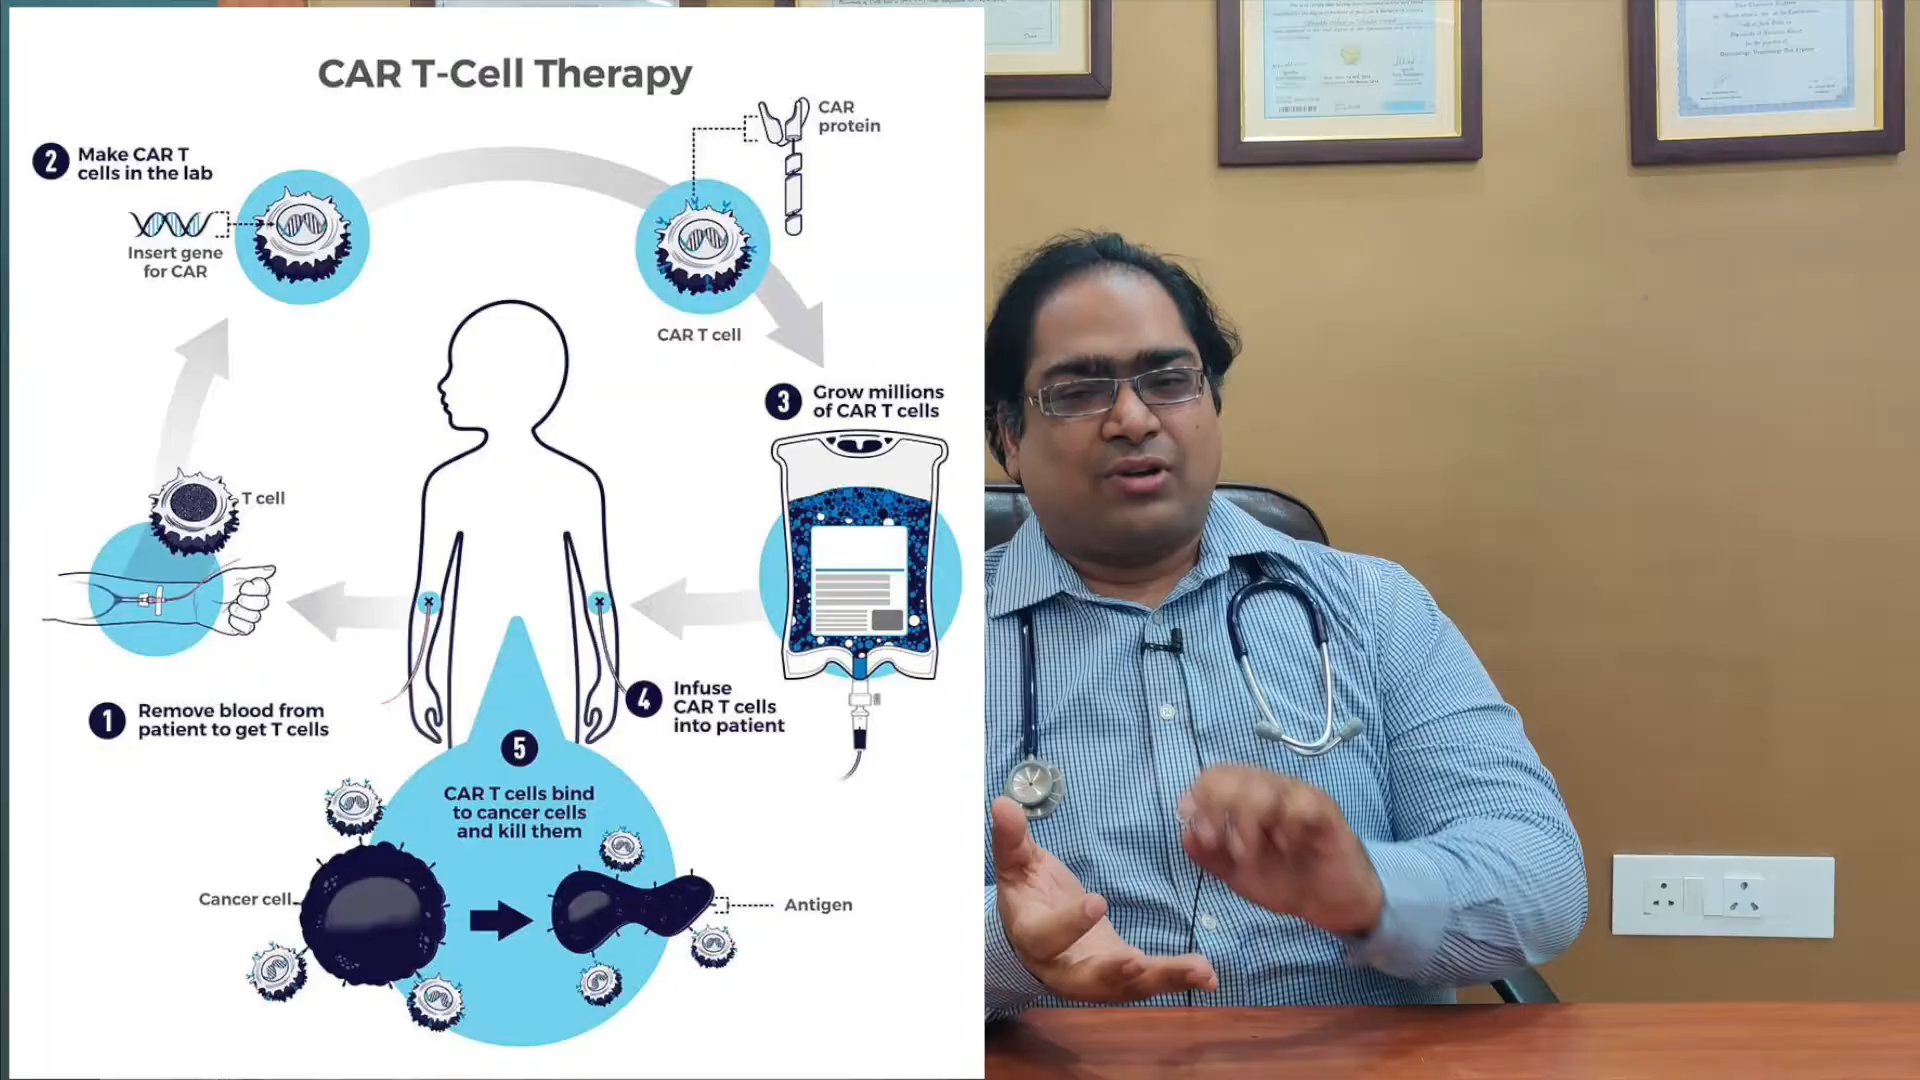 CAR T-Cell Therapy
CAR
protein
2 Make CAR T
cells in the lab
Insert gene
for CAR
CAR T cell
3 Grow millions
of CAR T cells
T cell
1 Remove blood from
patient to get T cells
4 Infuse
CAR T cells
into patient
5
CAR T cells bind
to cancer cells
and kill them
Cancer cell
Antigen